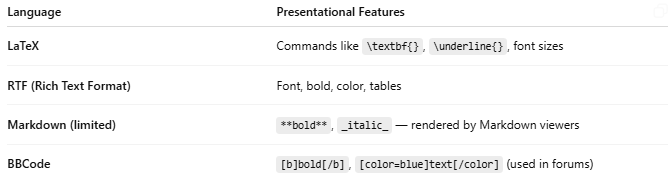 Language Presentational Features
LaTeX Commands like \textbf{}, \underline{}, font sizes
RTF (Rich Text Format) Font, bold, color, tables
Markdown (limited) **bold**, _italic_ — rendered by Markdown viewers
BBCode [b]bold[/b], [color=blue]text[/color] (used in forums)